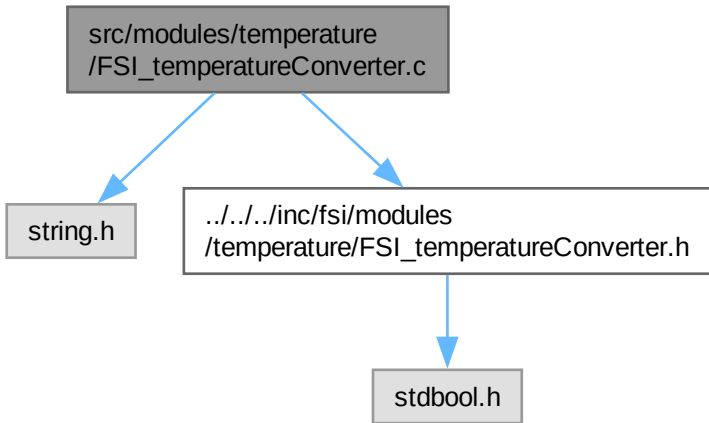 src/modules/temperature
/FSI_temperatureConverter.c
string.h
../../../inc/fsi/modules
/temperature/FSI_temperatureConverter.h
stdbool.h